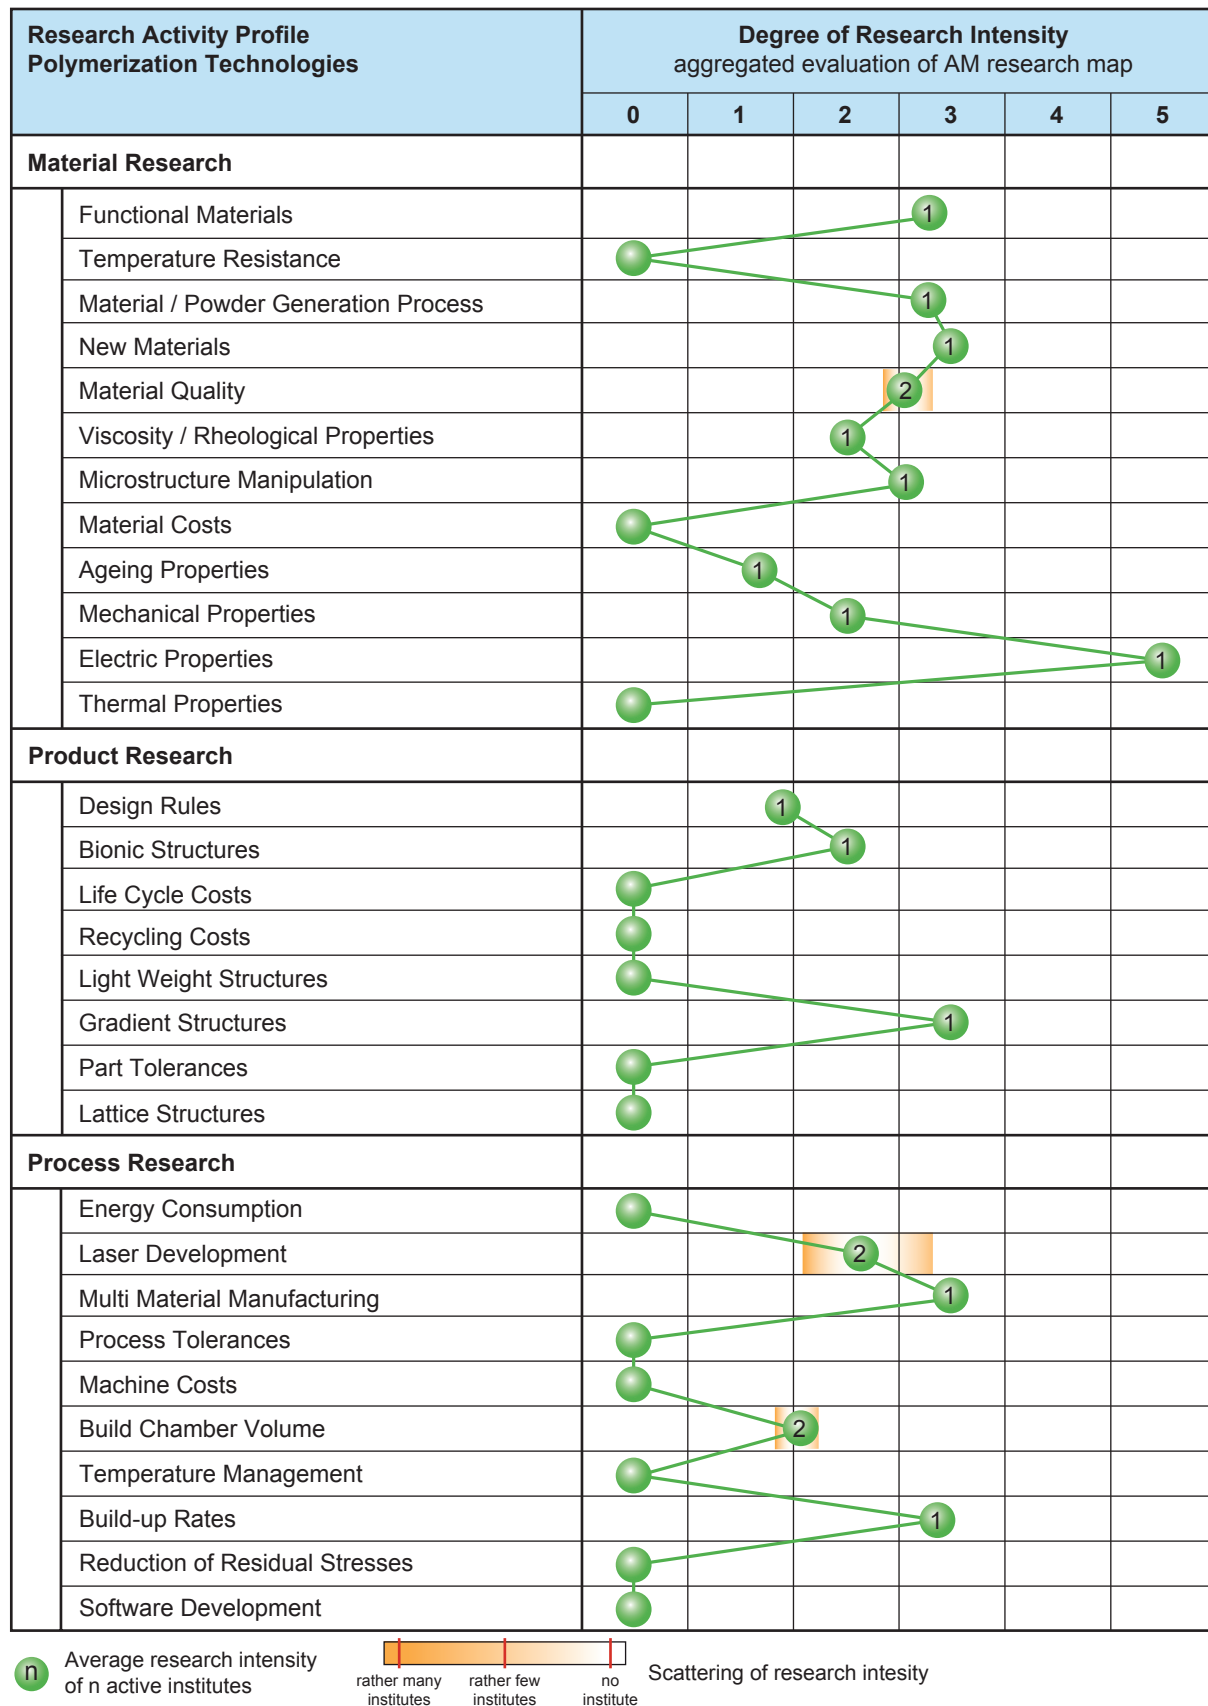 Research Activity Profile
Polymerization Technologies
Degree of Research Intensity
aggregated evaluation of AM research map
0 1 2 3 4 5
Material Research
Functional Materials 1
Temperature Resistance
Material / Powder Generation Process 1
New Materials 1
Material Quality 2
Viscosity / Rheological Properties 1
Microstructure Manipulation 1
Material Costs
Ageing Properties 1
Mechanical Properties 1
Electric Properties 1
Thermal Properties
Product Research
Design Rules 1
Bionic Structures 1
Life Cycle Costs
Recycling Costs
Light Weight Structures
Gradient Structures 1
Part Tolerances
Lattice Structures
Process Research
Energy Consumption
Laser Development 2
Multi Material Manufacturing 1
Process Tolerances
Machine Costs
Build Chamber Volume 2
Temperature Management
Build-up Rates 1
Reduction of Residual Stresses
Software Development
n Average research intensity
of n active institutes
rather many
institutes
rather few
institutes
no
institute
Scattering of research intesity